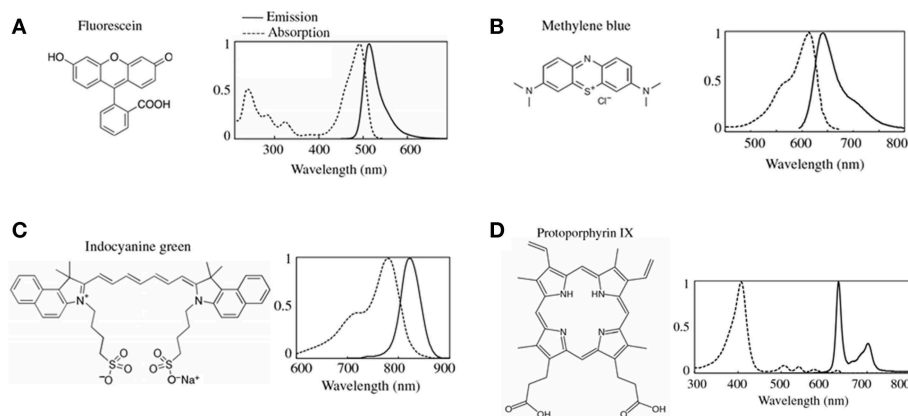 A
Fluorescein
Emission
Absorption
HO
O
O
COOH
1
0.5
0
300 400 500 600
Wavelength (nm)
B
Methylene blue
N
N
S+
N
Cl−
1
0.5
0
500 600 700 800
Wavelength (nm)
C
Indocyanine green
N+
N
O
S
O
−O
O
S
O
O−Na+
1
0.5
0
600 700 800 900
Wavelength (nm)
D
Protoporphyrin IX
NH HN
N N
O
OH
O
OH
1
0.5
0
300 400 500 600 700 800
Wavelength (nm)